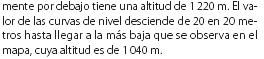 mente por debajo tiene una altitud de 1 220 m. El va-
lor de las curvas de nivel desciende de 20 en 20 me-
tros hasta llegar a la más baja que se observa en el
mapa, cuya altitud es de 1 040 m.